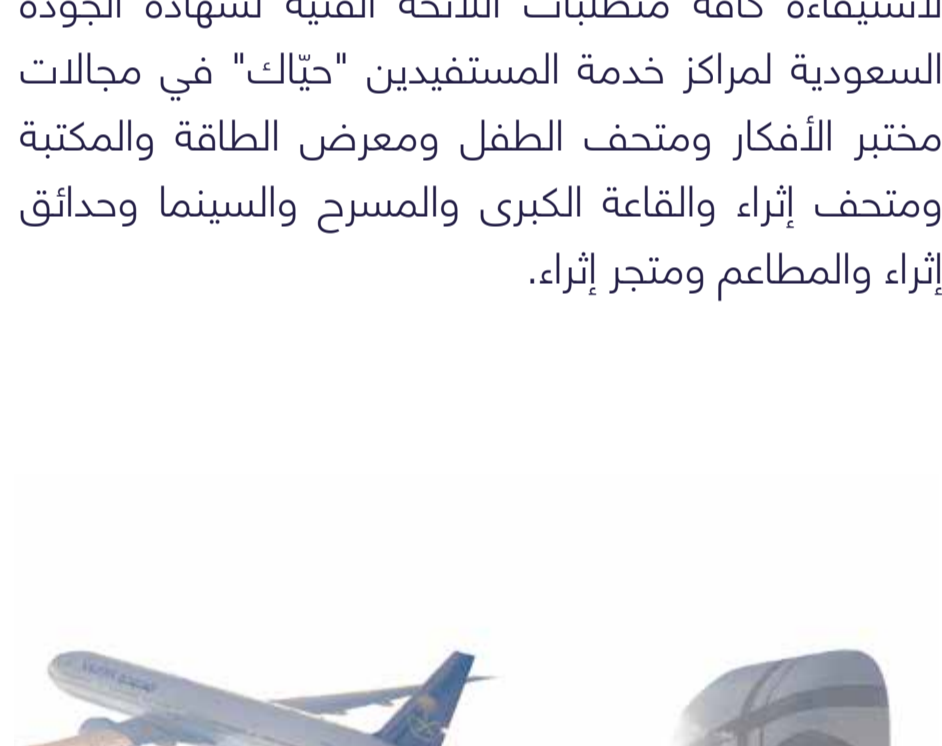 لاستيفاءه كافة متطلبات اللائحة الفنية لشهادة الجودة
السعودية لمراكز خدمة المستفيدين "حيّاك" في مجالات
مختبر الأفكار ومتحف الطفل ومعرض الطاقة والمكتبة
ومتحف إثراء والقاعة الكبرى والمسرح والسينما وحدائق
إثراء والمطاعم ومتجر إثراء.